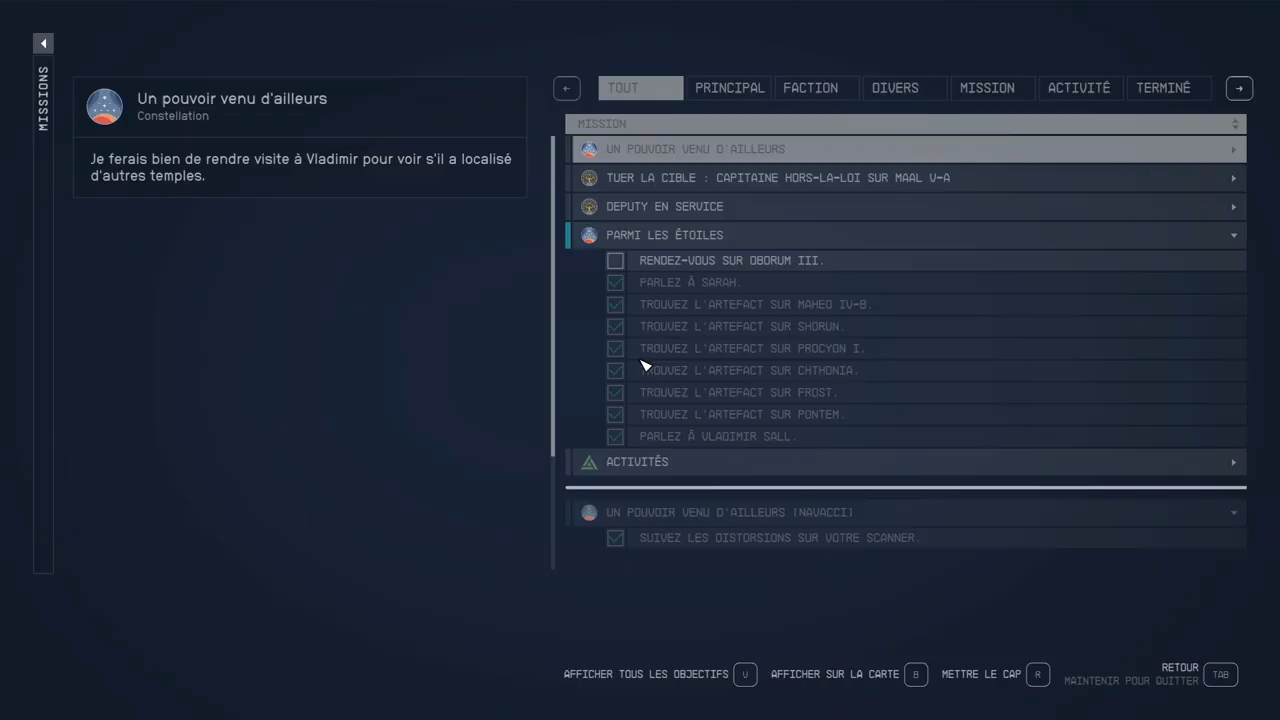 MISSIONS
Un pouvoir venu d'ailleurs
Constellation
Je ferais bien de rendre visite à Vladimir pour voir s'il a localisé
d'autres temples.
TOUT PRINCIPAL FACTION DIVERS MISSION ACTIVITÉ TERMINÉ
MISSION
UN POUVOIR VENU D'AILLEURS
TUER LA CIBLE : CAPITAINE HORS-LA-LOI SUR MAAL V-A
DEPUTY EN SERVICE
PARMI LES ÉTOILES
RENDEZ-VOUS SUR OBORUM III.
PARLEZ À SARAH.
TROUVEZ L'ARTEFACT SUR MAHEO IV-B.
TROUVEZ L'ARTEFACT SUR SHORUN.
TROUVEZ L'ARTEFACT SUR PROCYON I.
TROUVEZ L'ARTEFACT SUR CHTHONIA.
TROUVEZ L'ARTEFACT SUR FROST.
TROUVEZ L'ARTEFACT SUR PONTEM.
PARLEZ À VLADIMIR SALL.
ACTIVITÉS
UN POUVOIR VENU D'AILLEURS (NAVACCI)
SUIVEZ LES DISTORSIONS SUR VOTRE SCANNER.
AFFICHER TOUS LES OBJECTIFS V AFFICHER SUR LA CARTE B METTRE LE CAP R RETOUR TAB
MAINTENIR POUR QUITTER